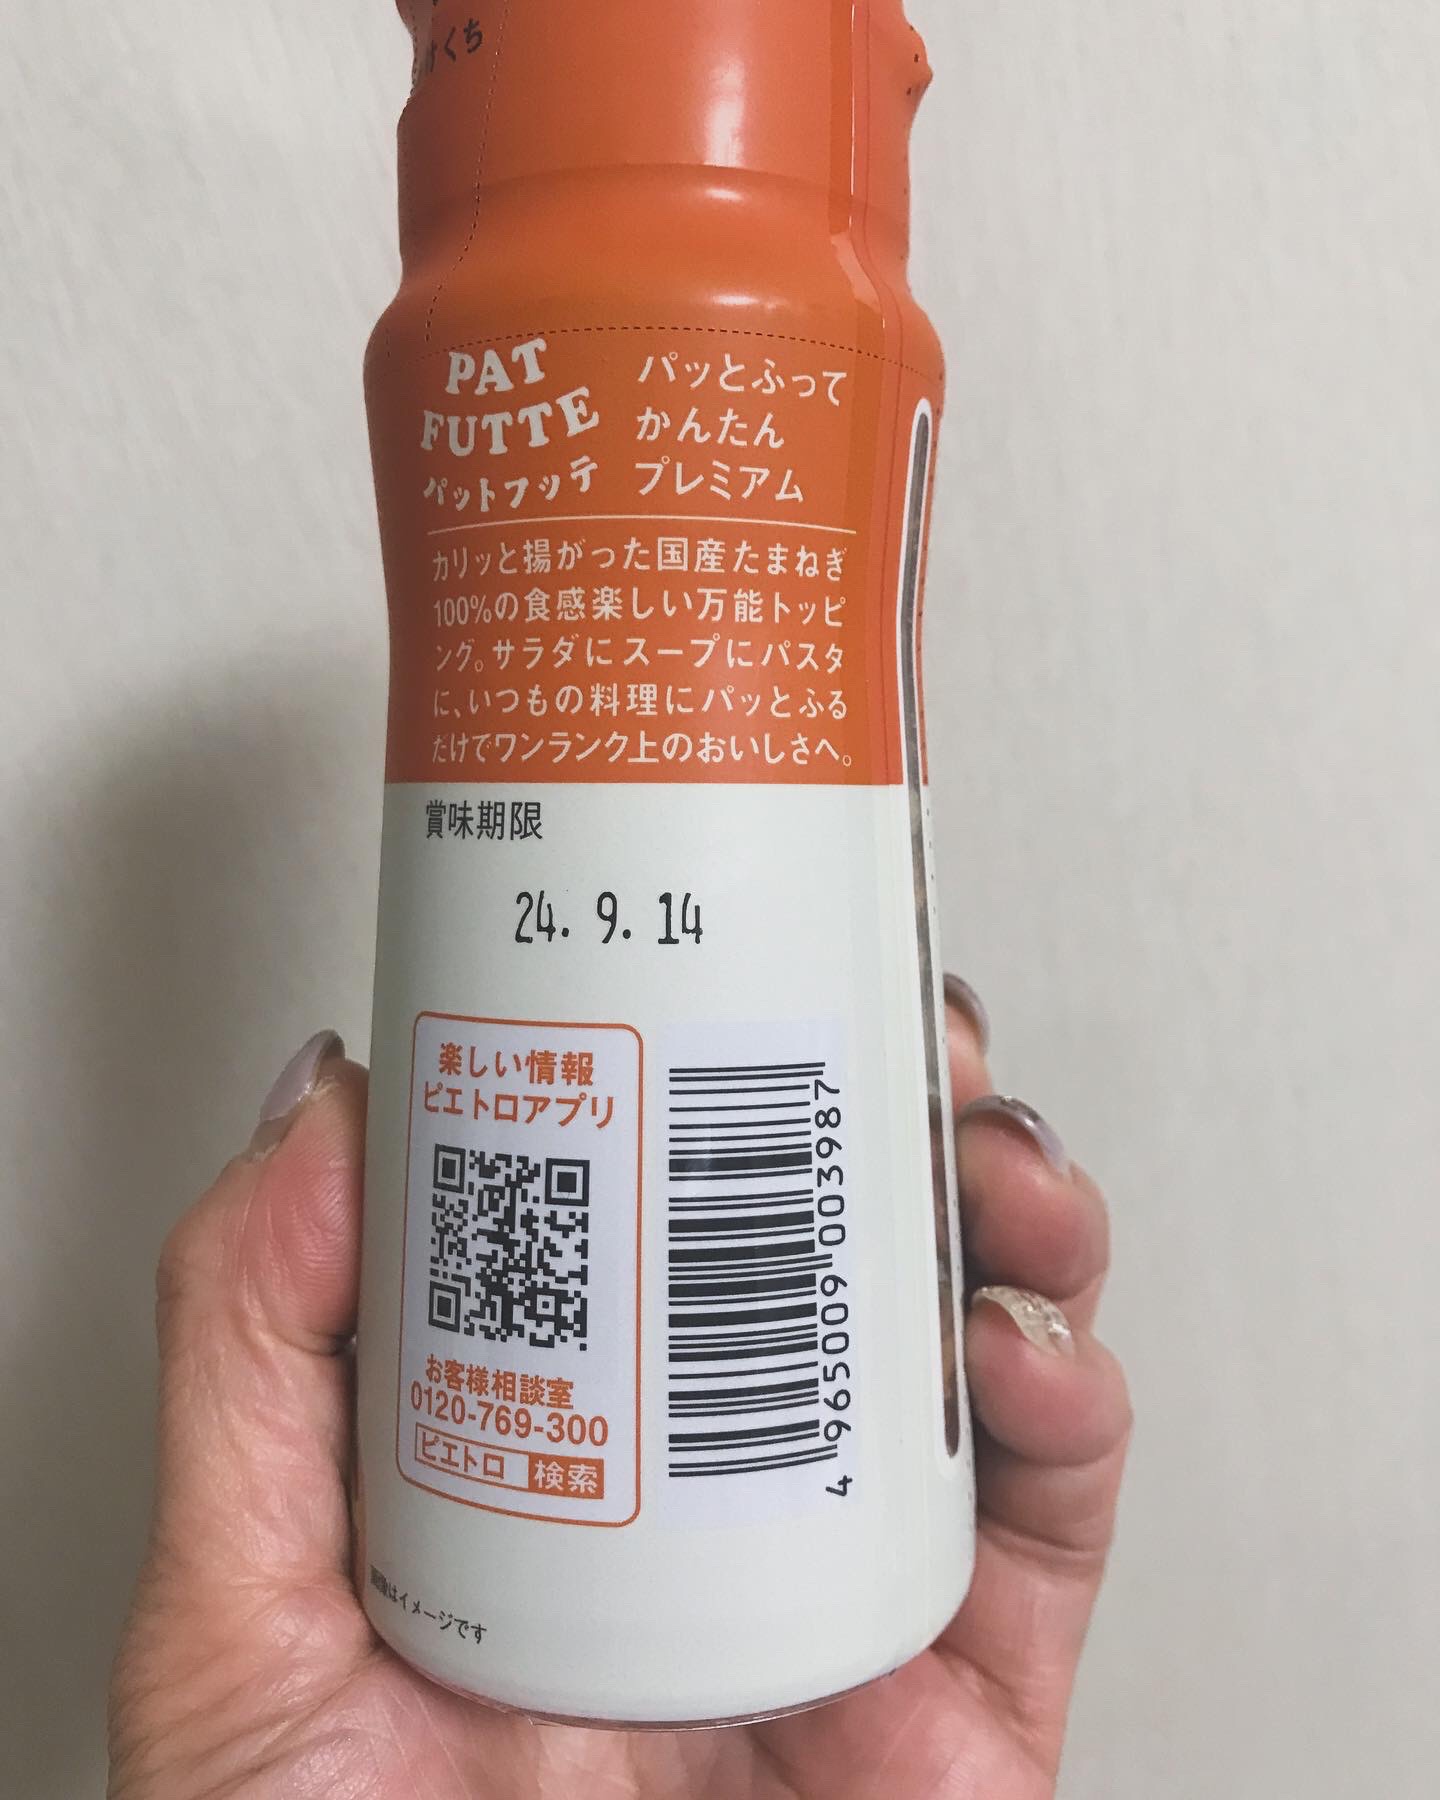 けくち
PAT
FUTTE
パットフッテ
パッとふって
かんたん
プレミアム
カリッと揚がった国産たまねぎ
100%の食感楽しい万能トッピ
ング。サラダにスープにパスタ
に、いつもの料理にパッとふる
だけでワンランク上のおいしさへ。
賞味期限
24. 9. 14
楽しい情報
ピエトロアプリ
お客様相談室
0120-769-300
ピエトロ 検索
4 965009 003987
はイメージです